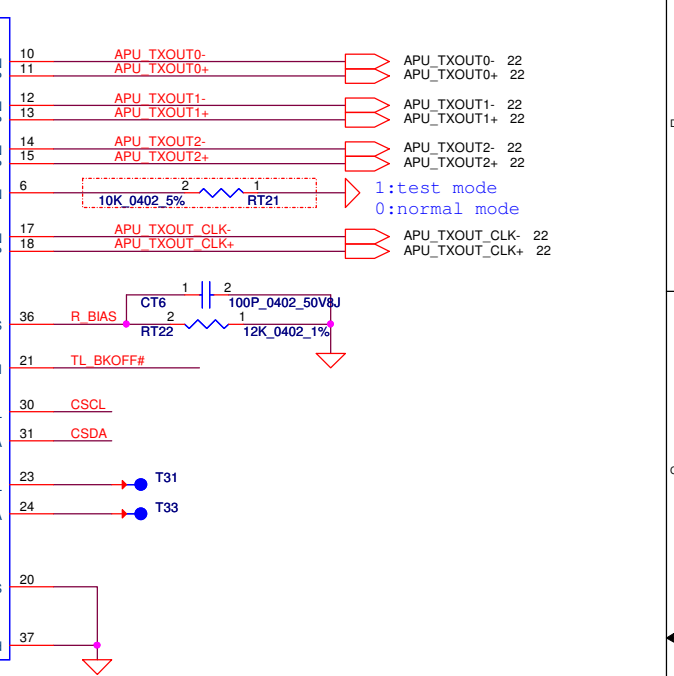 10 APU_TXOUT0- APU_TXOUT0- 22
11 APU_TXOUT0+ APU_TXOUT0+ 22
12 APU_TXOUT1- APU_TXOUT1- 22
13 APU_TXOUT1+ APU_TXOUT1+ 22
14 APU_TXOUT2- APU_TXOUT2- 22
15 APU_TXOUT2+ APU_TXOUT2+ 22
6 2 1 1:test mode
10K_0402_5% RT21 0:normal mode
17 APU_TXOUT_CLK- APU_TXOUT_CLK- 22
18 APU_TXOUT_CLK+ APU_TXOUT_CLK+ 22
1 2
CT6 100P_0402_50V8J
36 R_BIAS 2 1
RT22 12K_0402_1%
21 TL_BKOFF#
30 CSCL
31 CSDA
23 T31
24 T33
20
37